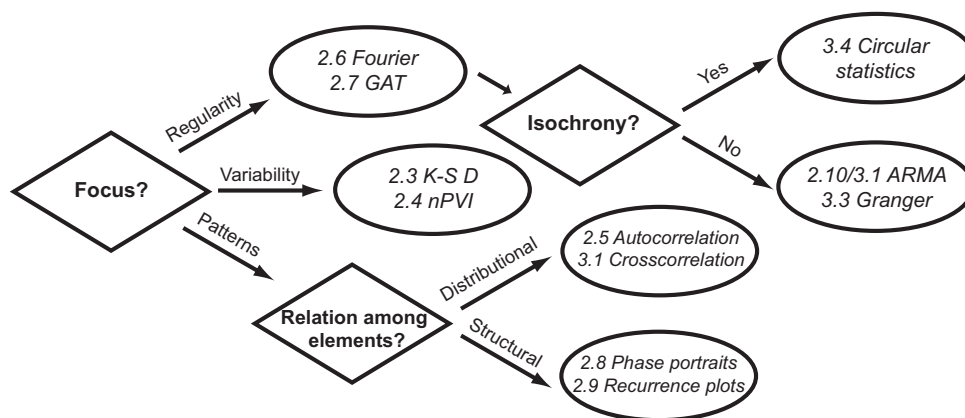 2.6 Fourier
2.7 GAT
3.4 Circular
statistics
Yes
Regularity
Isochrony?
No
Focus?
Variability
2.3 K-S D
2.4 nPVI
2.10/3.1 ARMA
3.3 Granger
Patterns
Distributional
2.5 Autocorrelation
3.1 Crosscorrelation
Relation among
elements?
Structural
2.8 Phase portraits
2.9 Recurrence plots